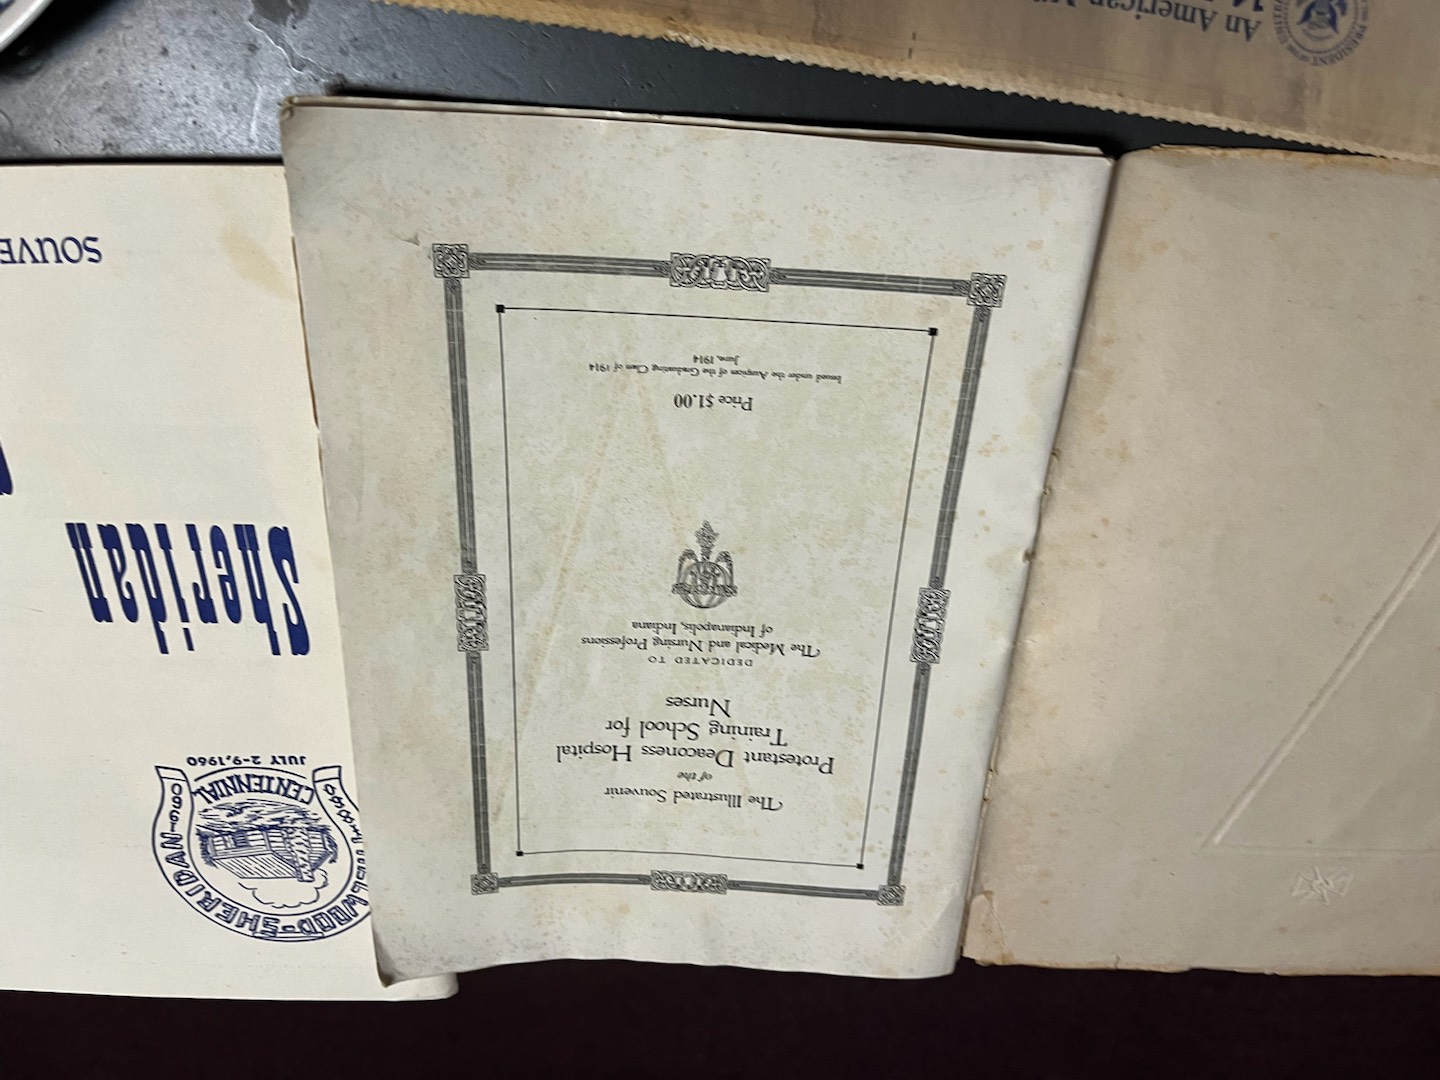 The Illustrated Souvenir
of the
Protestant Deaconess Hospital
Training School for
Nurses
DEDICATED TO
The Medical and Nursing Professions
of Indianapolis, Indiana
Price $1.00
Issued under the Auspices of the Graduating Class of 1914
June, 1914
CENTENNIAL
JULY 2-9, 1960
Sheridan
An American